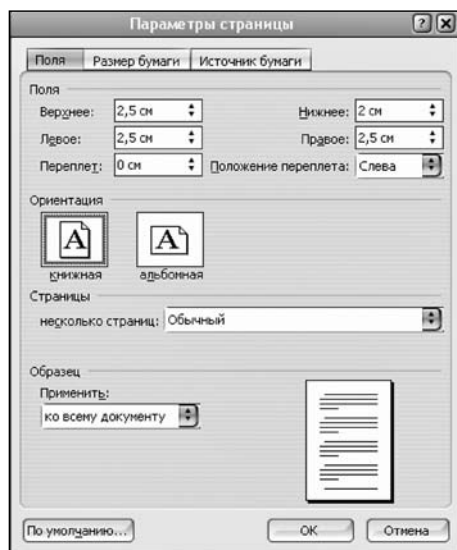 Параметры страницы
Поля Размер бумаги Источник бумаги
Поля
Верхнее: 2,5 см Нижнее: 2 см
Левое: 2,5 см Правое: 2,5 см
Переплет: 0 см Положение переплета: Слева
Ориентация
A A
книжная альбомная
Страницы
несколько страниц: Обычный
Образец
Применить:
ко всему документу
По умолчанию... ОК Отмена